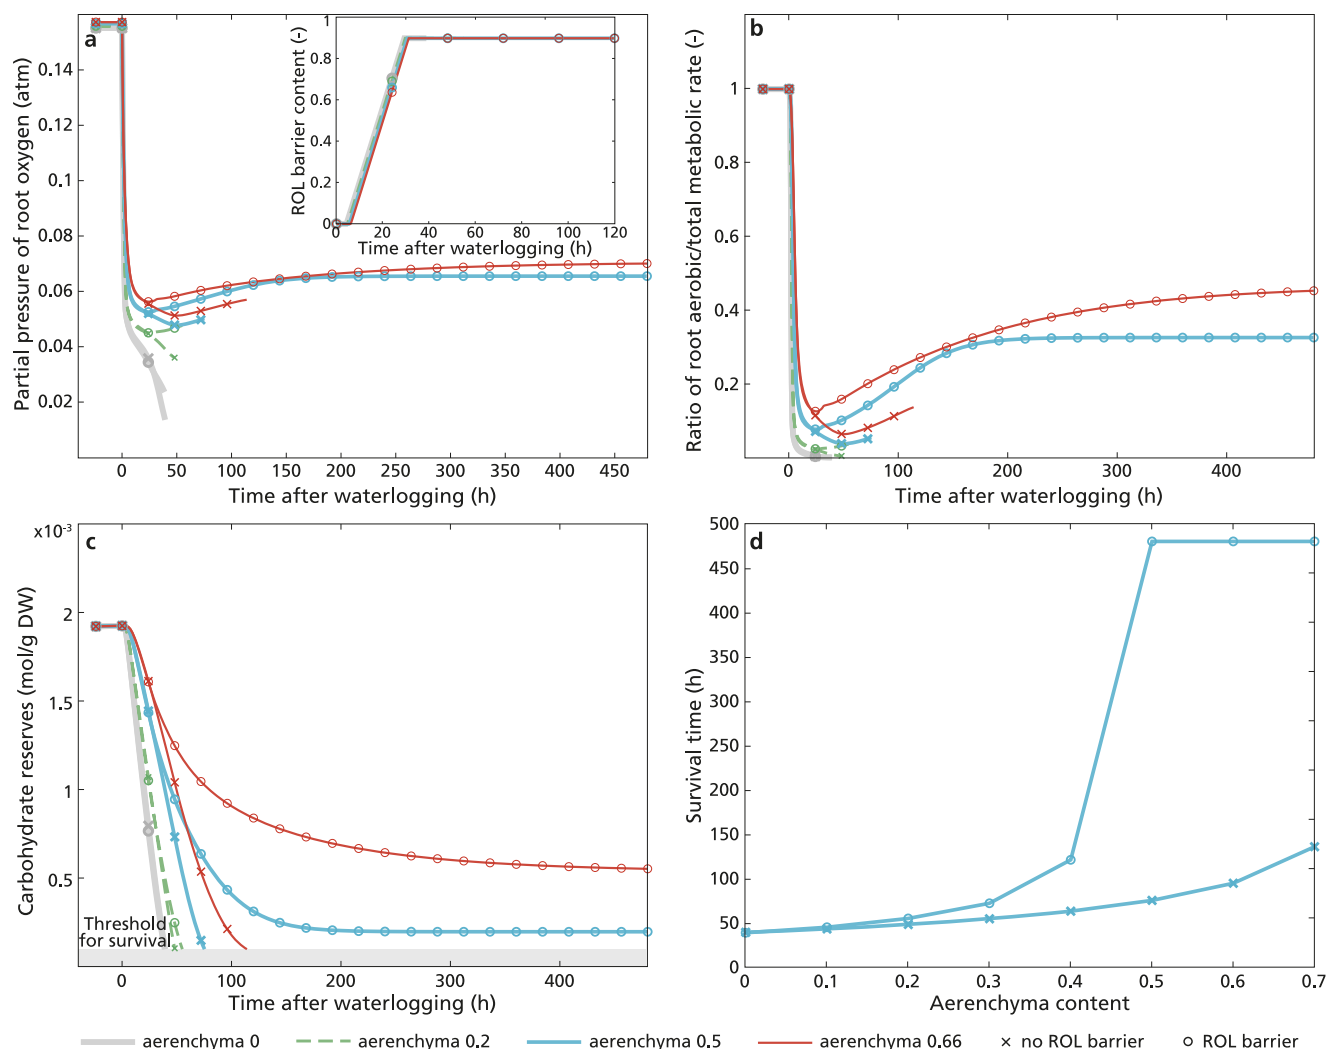 a
Partial pressure of root oxygen (atm)
0.14
0.12
0.1
0.08
0.06
0.04
0.02
0 50 100 150 200 250 300 350 400 450
Time after waterlogging (h)
ROL barrier content (-)
1
0.8
0.6
0.4
0.2
0
0 20 40 60 80 100 120
Time after waterlogging (h)
b
Ratio of root aerobic/total metabolic rate (-)
1
0.8
0.6
0.4
0.2
0 100 200 300 400
Time after waterlogging (h)
c
x10-3
Carbohydrate reserves (mol/g DW)
2
1.5
1
0.5
Threshold
for survival
0 100 200 300 400
Time after waterlogging (h)
d
Survival time (h)
500
450
400
350
300
250
200
150
100
50
0
0 0.1 0.2 0.3 0.4 0.5 0.6 0.7
Aerenchyma content
aerenchyma 0 aerenchyma 0.2 aerenchyma 0.5 aerenchyma 0.66 × no ROL barrier o ROL barrier